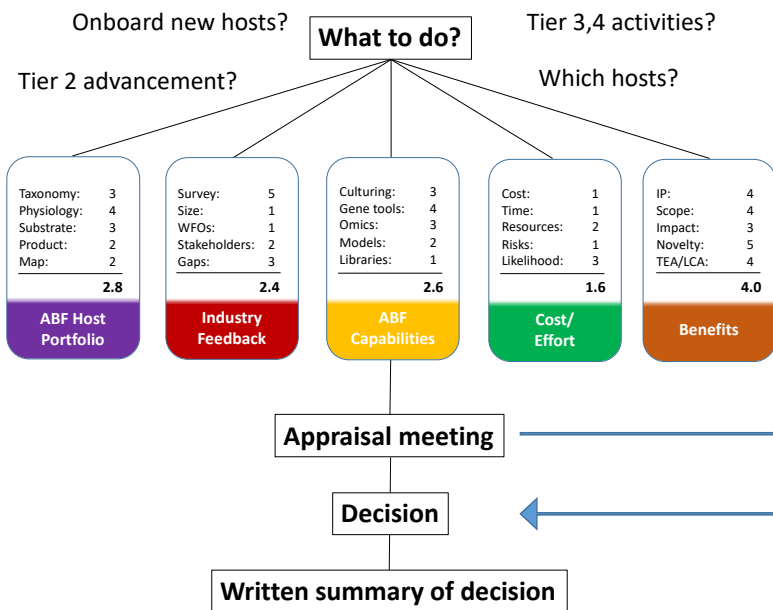 Onboard new hosts?
Tier 3,4 activities?
What to do?
Tier 2 advancement?
Which hosts?
Taxonomy: 3
Physiology: 4
Substrate: 3
Product: 2
Map: 2
2.8
ABF Host
Portfolio
Survey: 5
Size: 1
WFOs: 1
Stakeholders: 2
Gaps: 3
2.4
Industry
Feedback
Culturing: 3
Gene tools: 4
Omics: 3
Models: 2
Libraries: 1
2.6
ABF
Capabilities
Cost: 1
Time: 1
Resources: 2
Risks: 1
Likelihood: 3
1.6
Cost/
Effort
IP: 4
Scope: 4
Impact: 3
Novelty: 5
TEA/LCA: 4
4.0
Benefits
Appraisal meeting
Decision
Written summary of decision